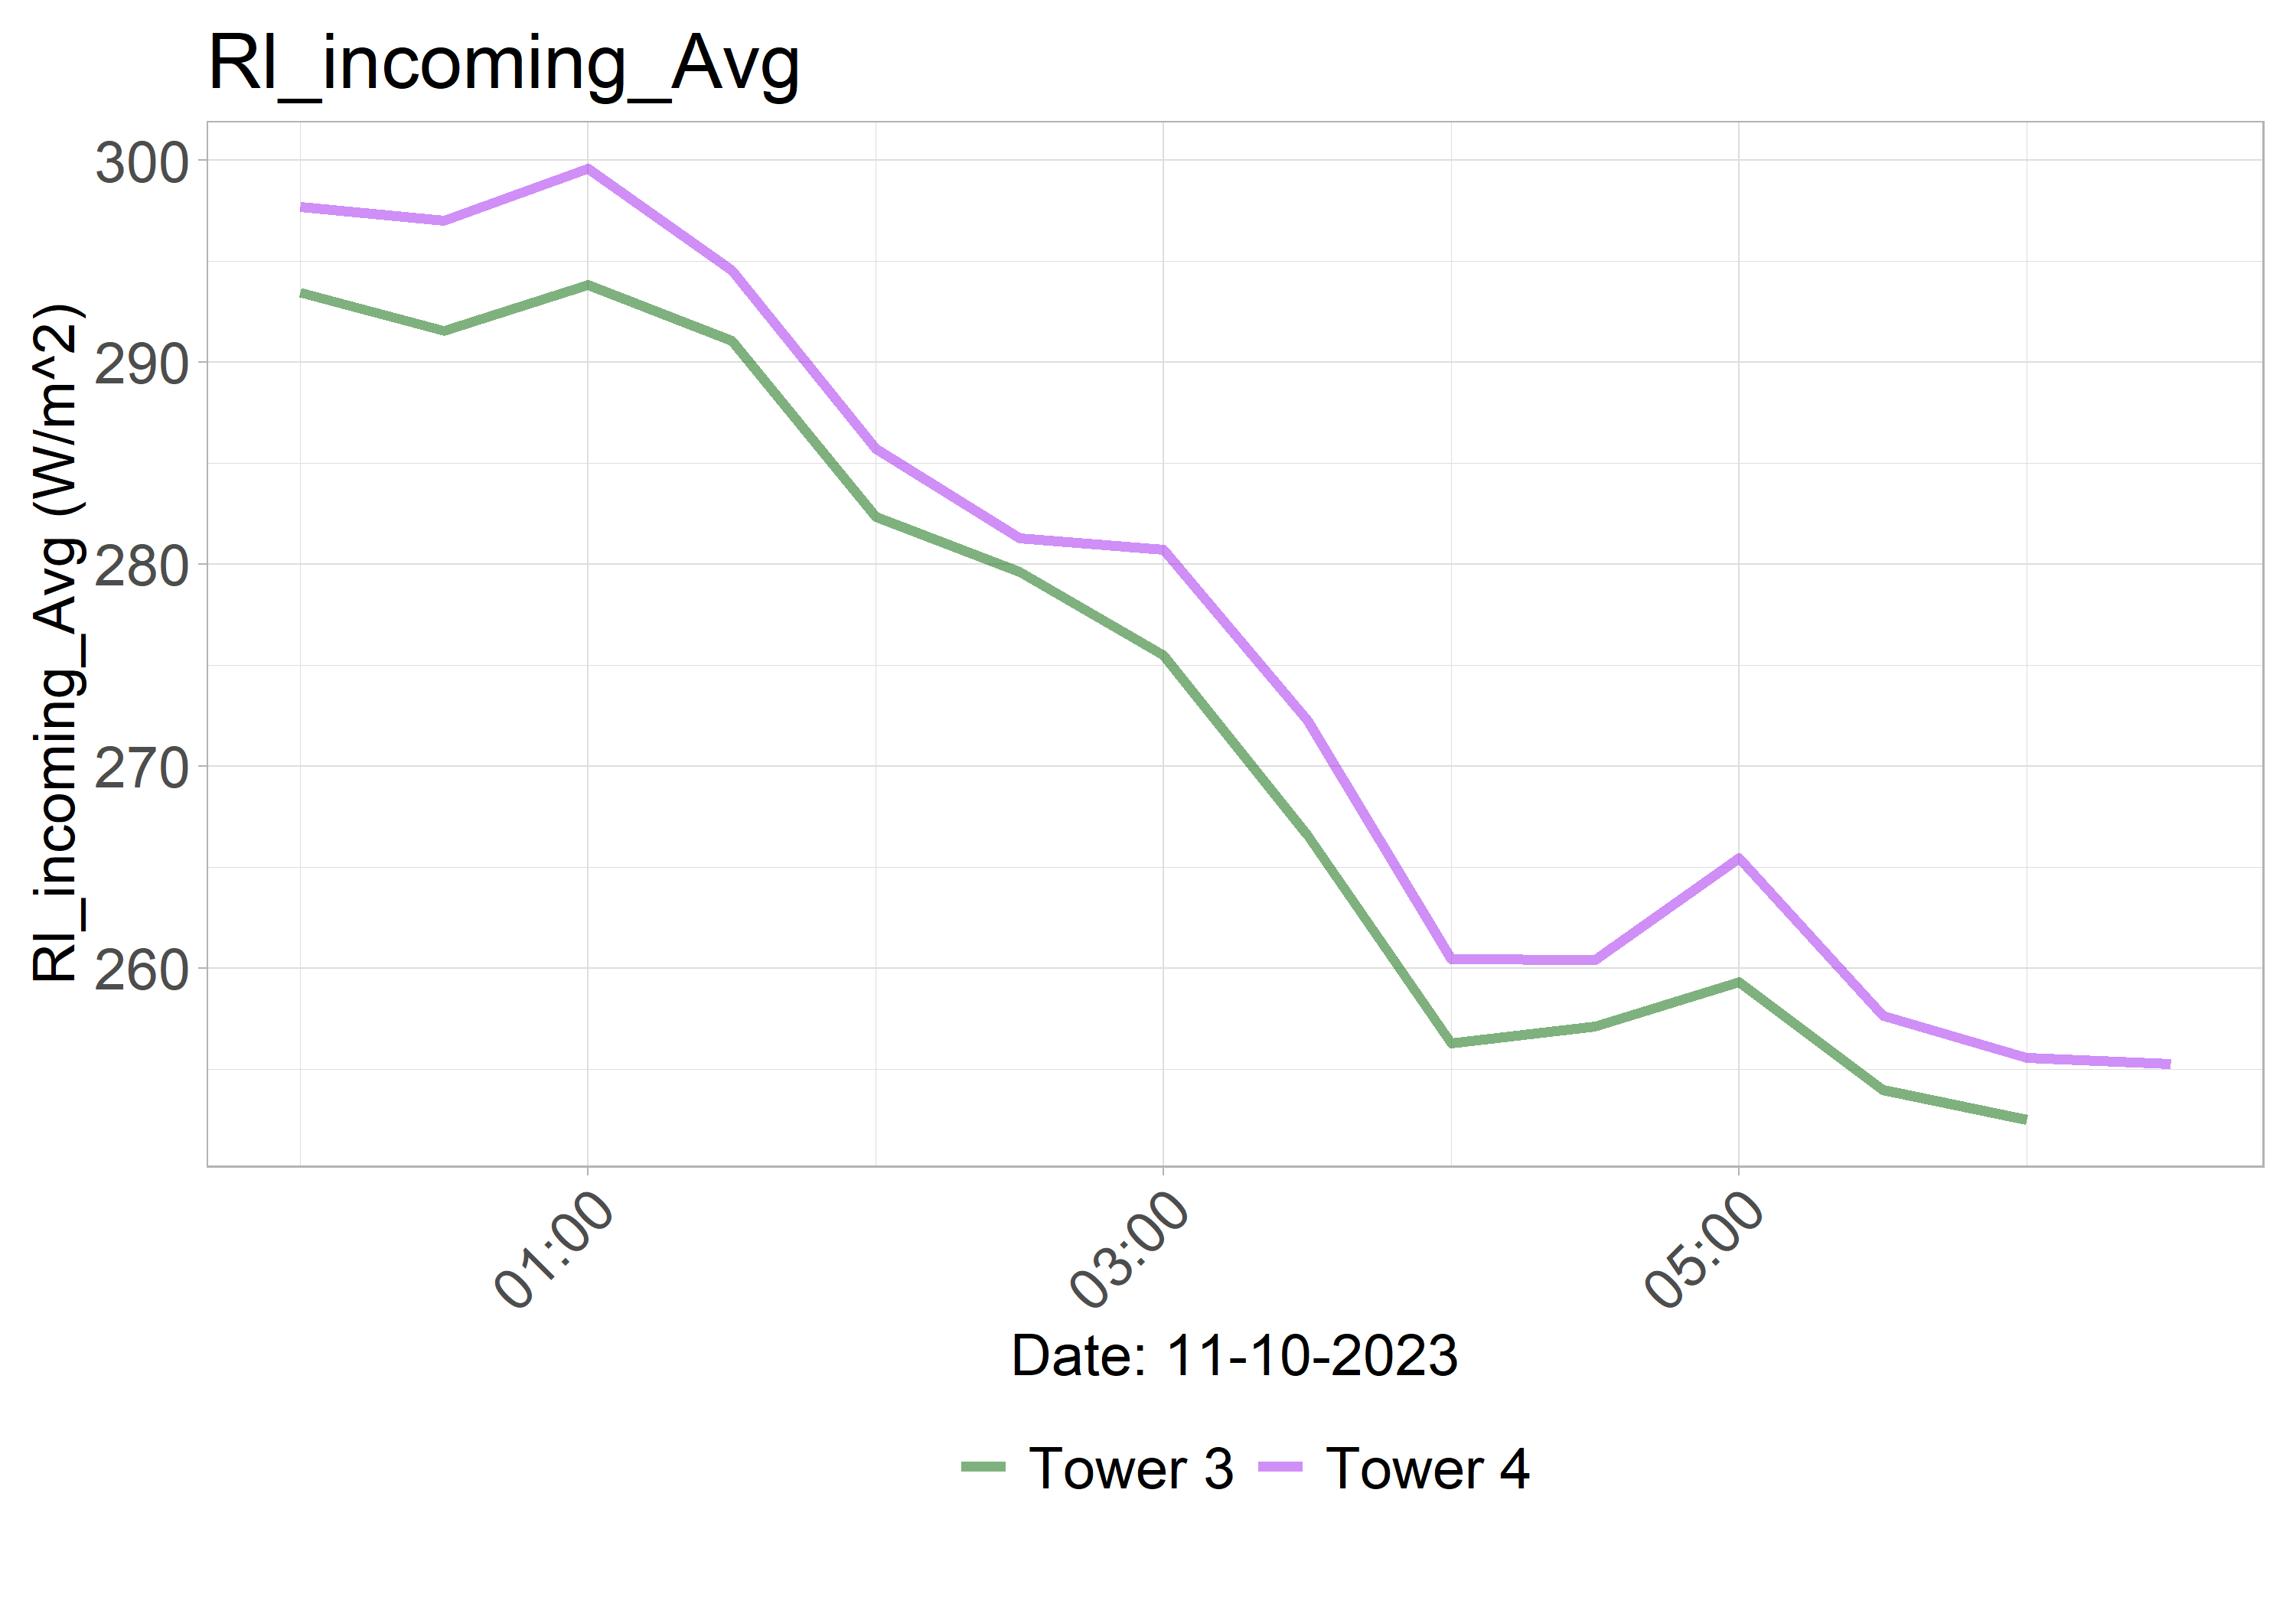 Rl_incoming_Avg
Rl_incoming_Avg (W/m^2)
300
290
280
270
260
01:00
03:00
05:00
Date: 11-10-2023
Tower 3
Tower 4